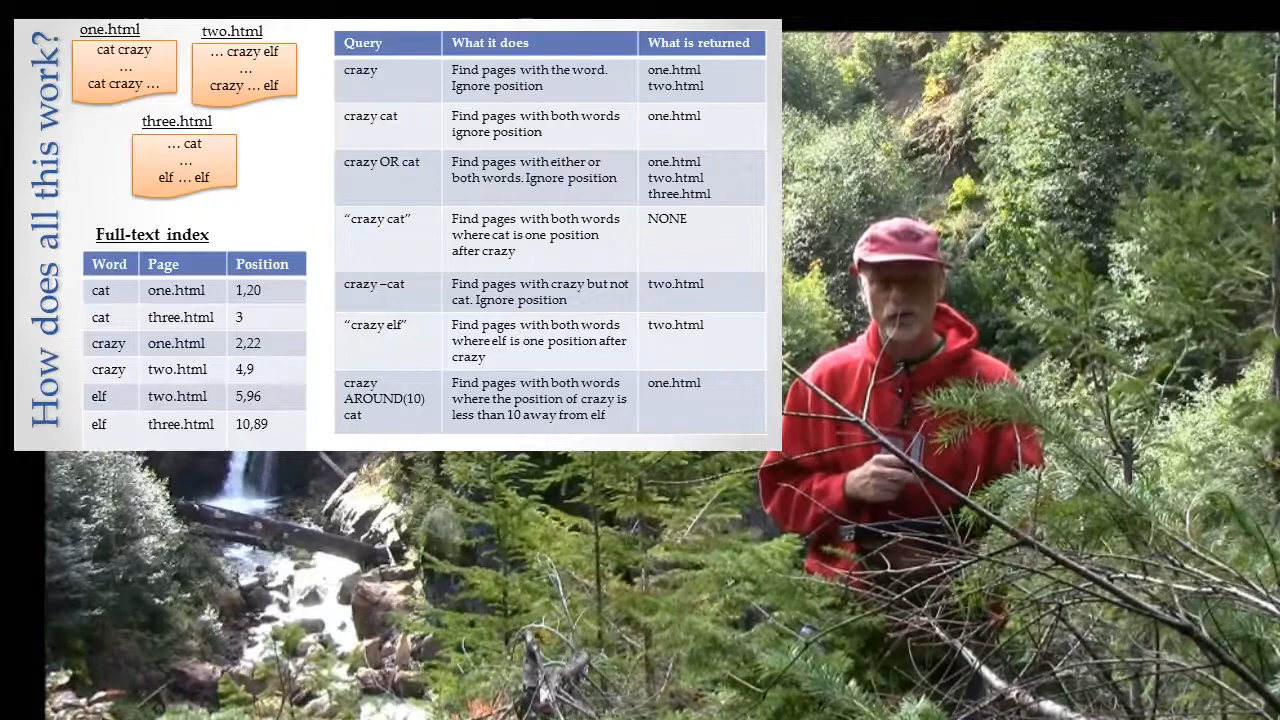 How does all this work?
one.html
cat crazy
…
cat crazy …
two.html
… crazy elf
…
crazy … elf
three.html
… cat
…
elf … elf
Full-text index
Word Page Position
cat one.html 1,20
cat three.html 3
crazy one.html 2,22
crazy two.html 4,9
elf two.html 5,96
elf three.html 10,89
Query What it does What is returned
crazy Find pages with the word. one.html
Ignore position two.html
crazy cat Find pages with both words one.html
ignore position
crazy OR cat Find pages with either or one.html
both words. Ignore position two.html
three.html
“crazy cat” Find pages with both words NONE
where cat is one position
after crazy
crazy –cat Find pages with crazy but not two.html
cat. Ignore position
“crazy elf” Find pages with both words two.html
where elf is one position after
crazy
crazy Find pages with both words one.html
AROUND(10) where the position of crazy is
cat less than 10 away from elf